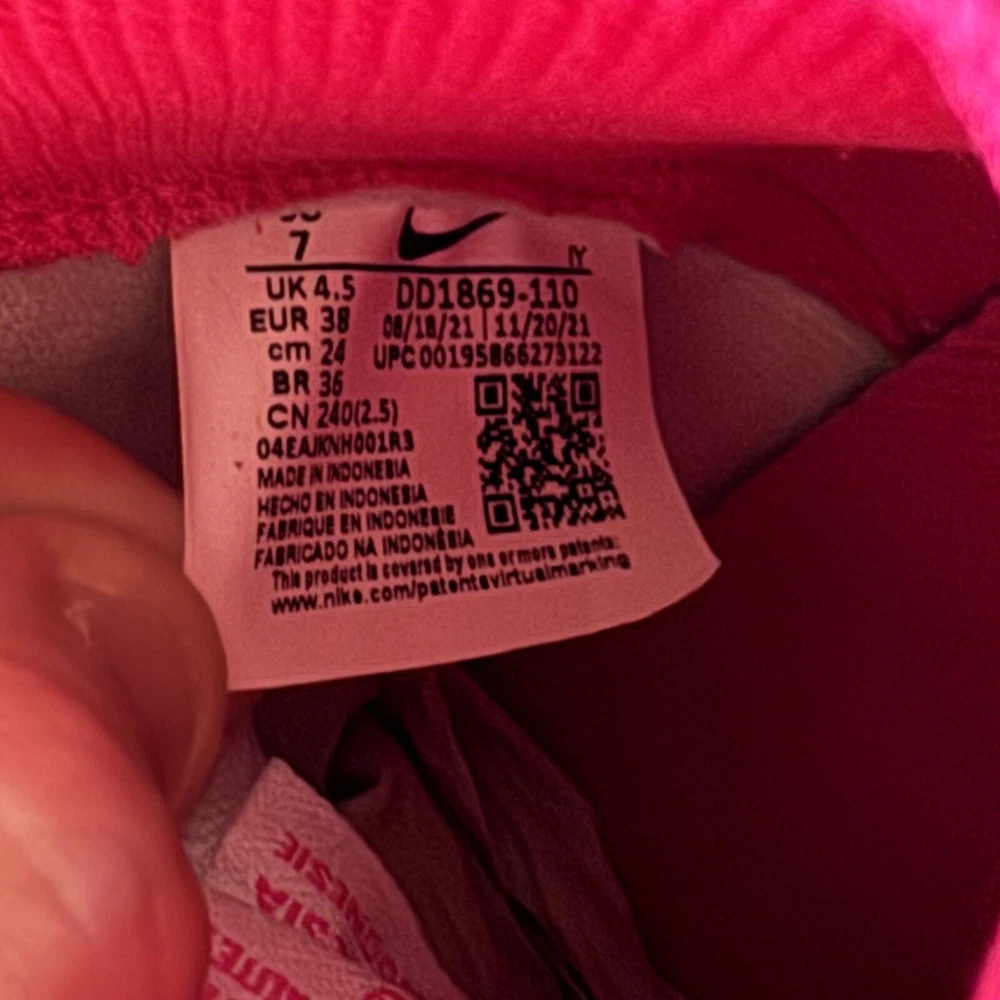 7
IY
UK 4.5
DD1869-110
EUR 38
08/18/21 | 11/20/21
cm 24
UPC 00195866273122
BR 36
CN 240(2.5)
04EAJKNH001R3
MADE IN INDONESIA
HECHO EN INDONESIA
FABRIQUE EN INDONESIE
FABRICADO NA INDONÉSIA
This product is covered by one or more patents.
www.nike.com/patentsvirtualmarking